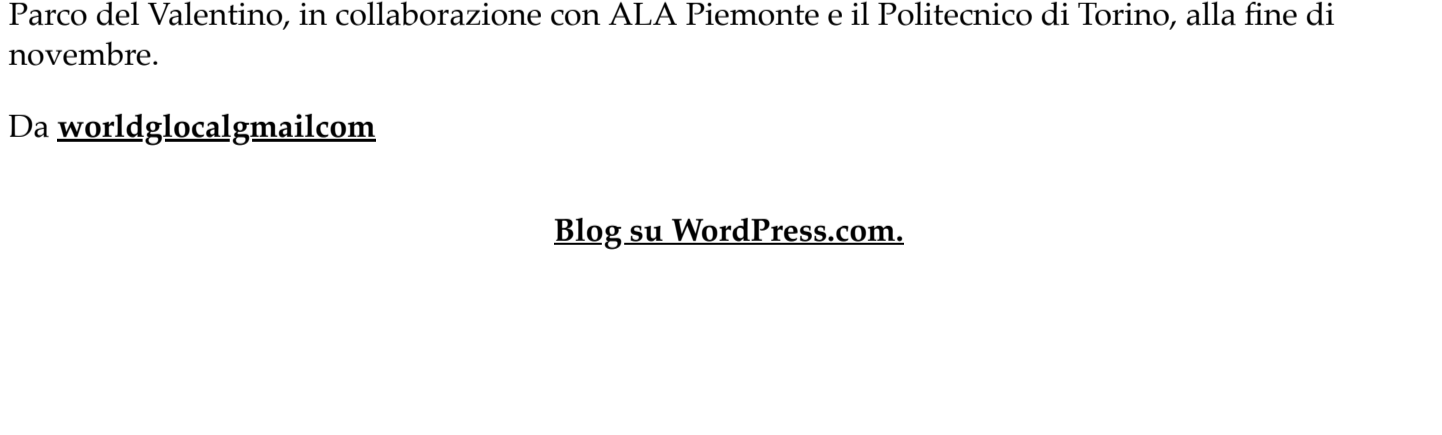 Parco del Valentino, in collaborazione con ALA Piemonte e il Politecnico di Torino, alla fine di
novembre.
Da worldglocalgmailcom
Blog su WordPress.com.